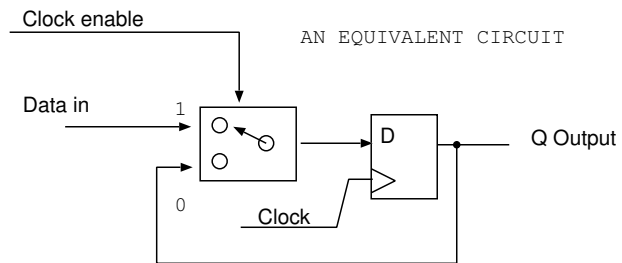 Clock enable
AN EQUIVALENT CIRCUIT
Data in
1
D
Q Output
0
Clock